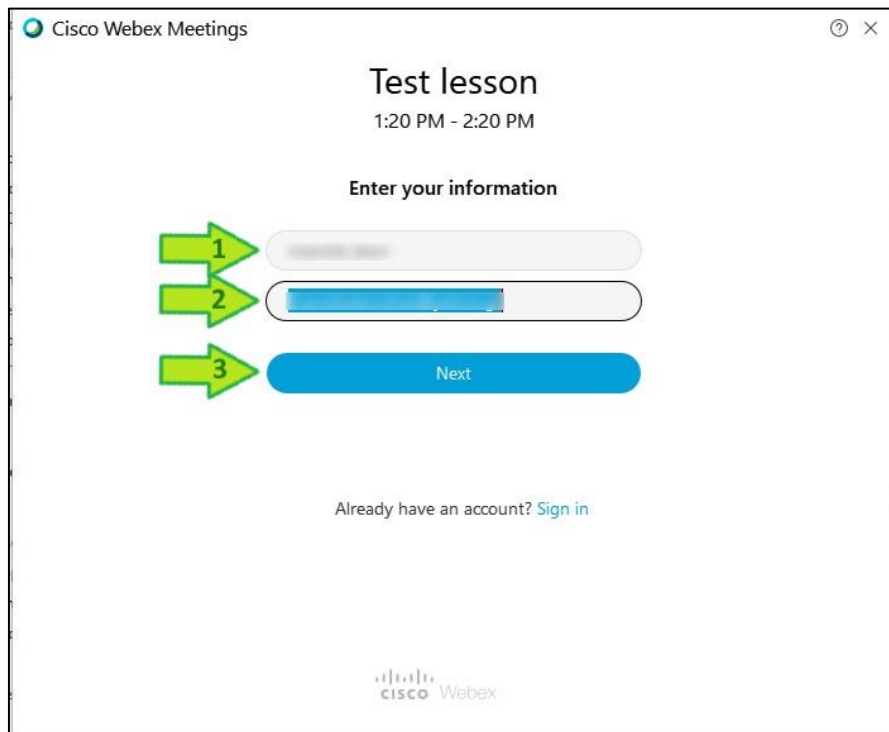 Cisco Webex Meetings
Test lesson
1:20 PM - 2:20 PM
Enter your information
1
2
3
Next
Already have an account? Sign in
cisco Webex